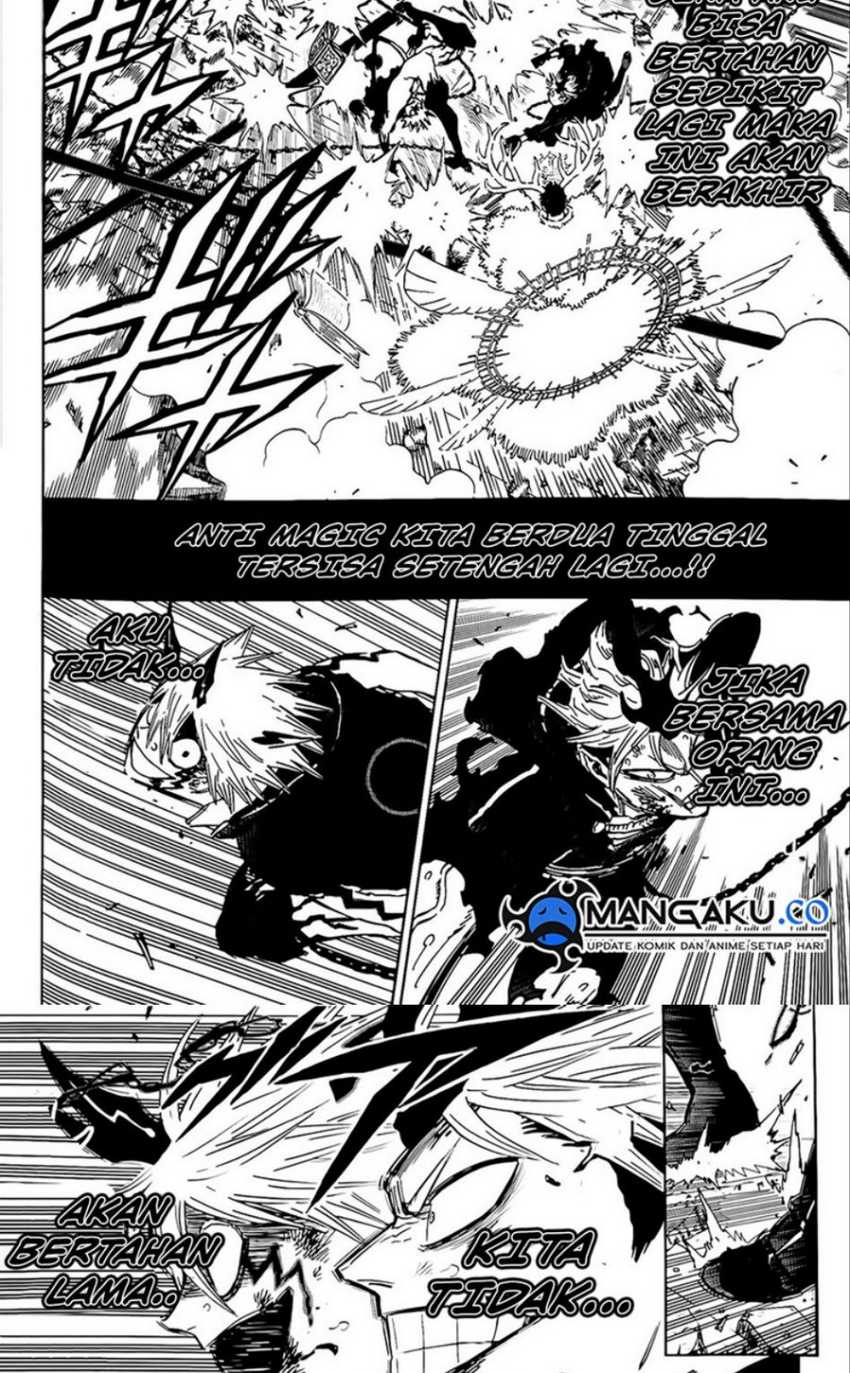 BISA
BERTAHAN
SEDIKIT
LAGI MAKA
INI AKAN
BERAKHIR
ANTI MAGIC KITA BERDUA TINGGAL
TERSISA SETENGAH LAGI...!!
JIKA
BERSAMA
ORANG
INI...
AKU
TIDAK...
MANGAKU.CO
UPDATE KOMIK DAN ANIME SETIAP HARI
KITA
TIDAK...
AKAN
BERTAHAN
LAMA..